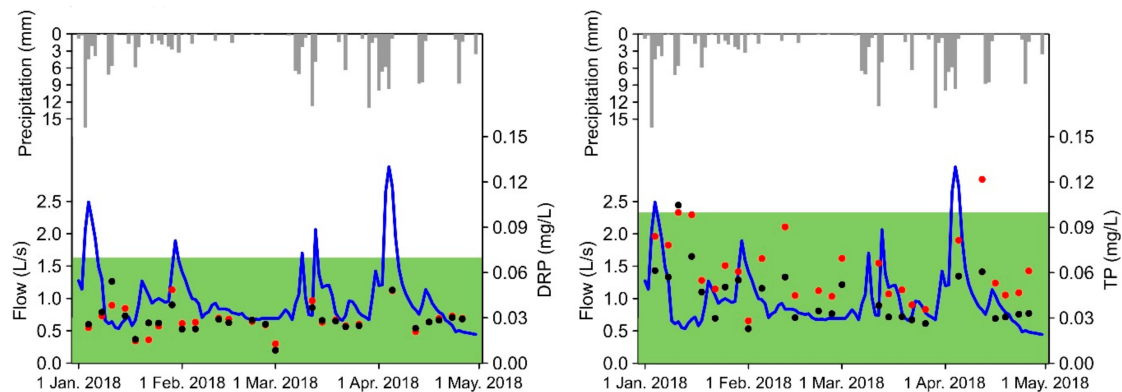 Precipitation (mm)
0
3
6
9
12
15
Flow (L/s)
2.5
2.0
1.5
1.0
0.5
0.0
0.15
0.12
0.09
0.06
0.03
0.00
DRP (mg/L)
1 Jan. 2018
1 Feb. 2018
1 Mar. 2018
1 Apr. 2018
1 May. 2018
Precipitation (mm)
0
3
6
9
12
15
Flow (L/s)
2.5
2.0
1.5
1.0
0.5
0.0
0.15
0.12
0.09
0.06
0.03
0.00
TP (mg/L)
1. Jan. 2018
1. Feb. 2018
1. Mar. 2018
1. Apr. 2018
1. May. 2018